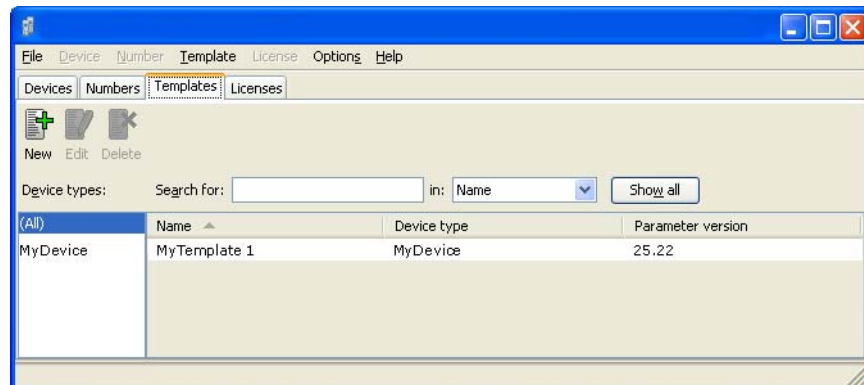 File Device Number Template License Options Help
Devices Numbers Templates Licenses
New Edit Delete
Device types: Search for: in: Name Show all
(All) Name Device type Parameter version
MyDevice MyTemplate 1 MyDevice 25.22